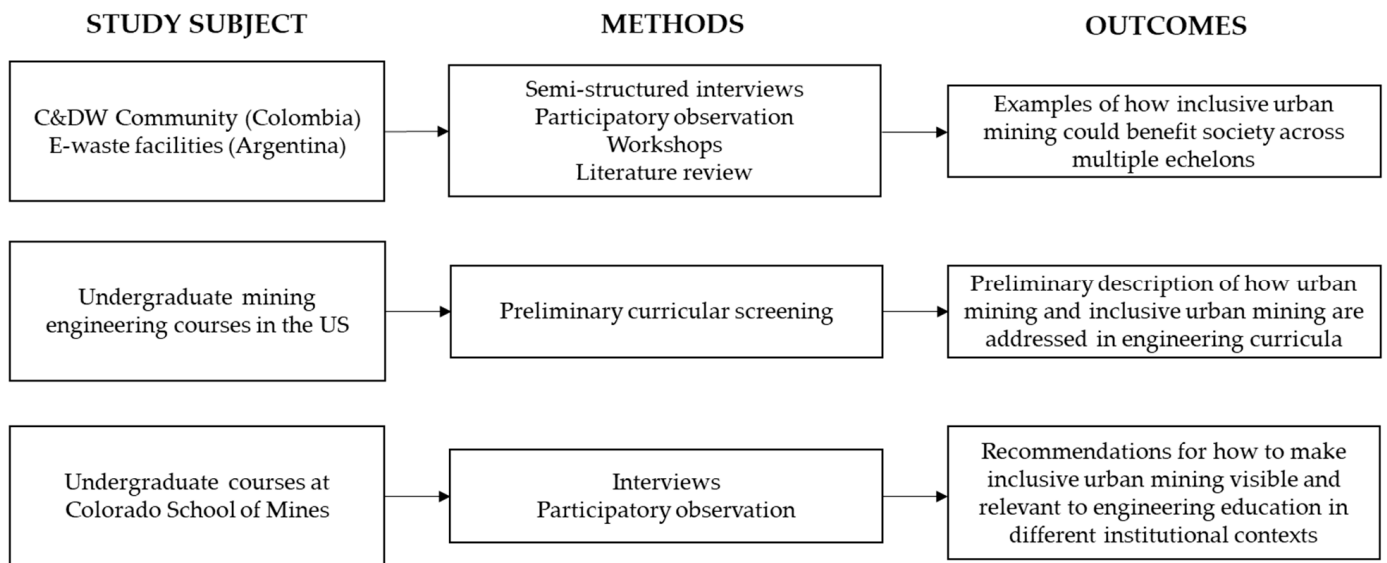 STUDY SUBJECT
METHODS
OUTCOMES
C&DW Community (Colombia)
E-waste facilities (Argentina)
Semi-structured interviews
Participatory observation
Workshops
Literature review
Examples of how inclusive urban
mining could benefit society across
multiple echelons
Undergraduate mining
engineering courses in the US
Preliminary curricular screening
Preliminary description of how urban
mining and inclusive urban mining are
addressed in engineering curricula
Undergraduate courses at
Colorado School of Mines
Interviews
Participatory observation
Recommendations for how to make
inclusive urban mining visible and
relevant to engineering education in
different institutional contexts